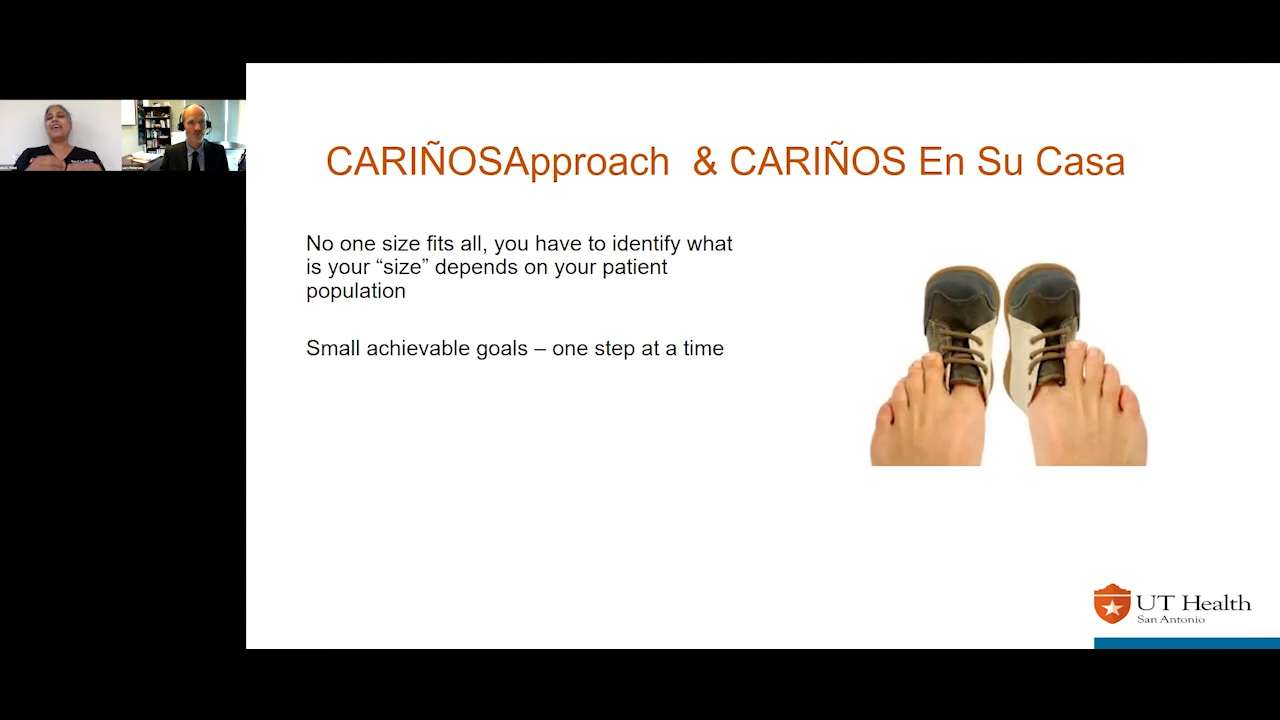 CARIÑOSApproach & CARIÑOS En Su Casa
No one size fits all, you have to identify what
is your “size” depends on your patient
population
Small achievable goals – one step at a time
UT Health
San Antonio